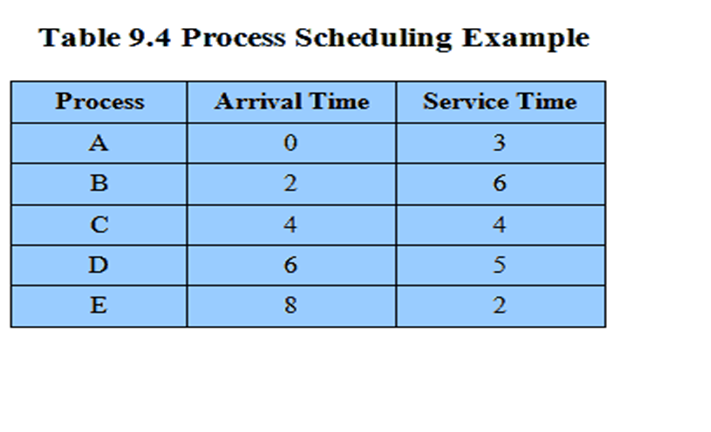 Table 9.4 Process Scheduling Example
Process Arrival Time Service Time
A 0 3
B 2 6
C 4 4
D 6 5
E 8 2